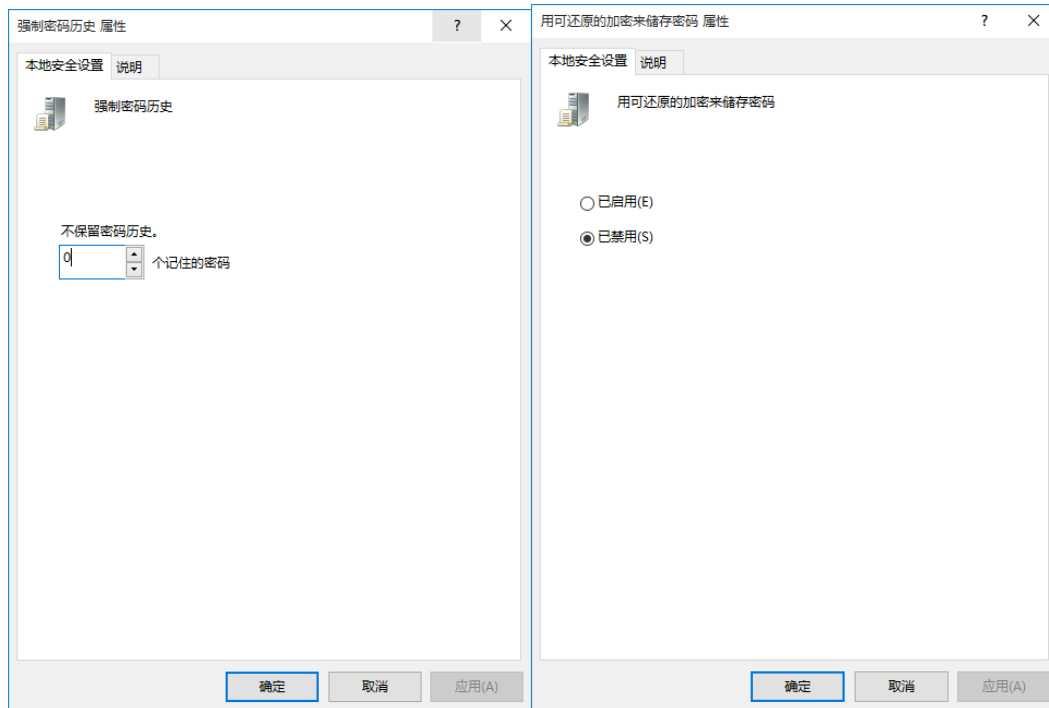 强制密码历史 属性
?
本地安全设置 说明
强制密码历史
不保留密码历史。
0 个记住的密码
确定 取消 应用(A)
用可还原的加密来储存密码 属性
?
本地安全设置 说明
用可还原的加密来储存密码
已启用(E)
已禁用(S)
确定 取消 应用(A)